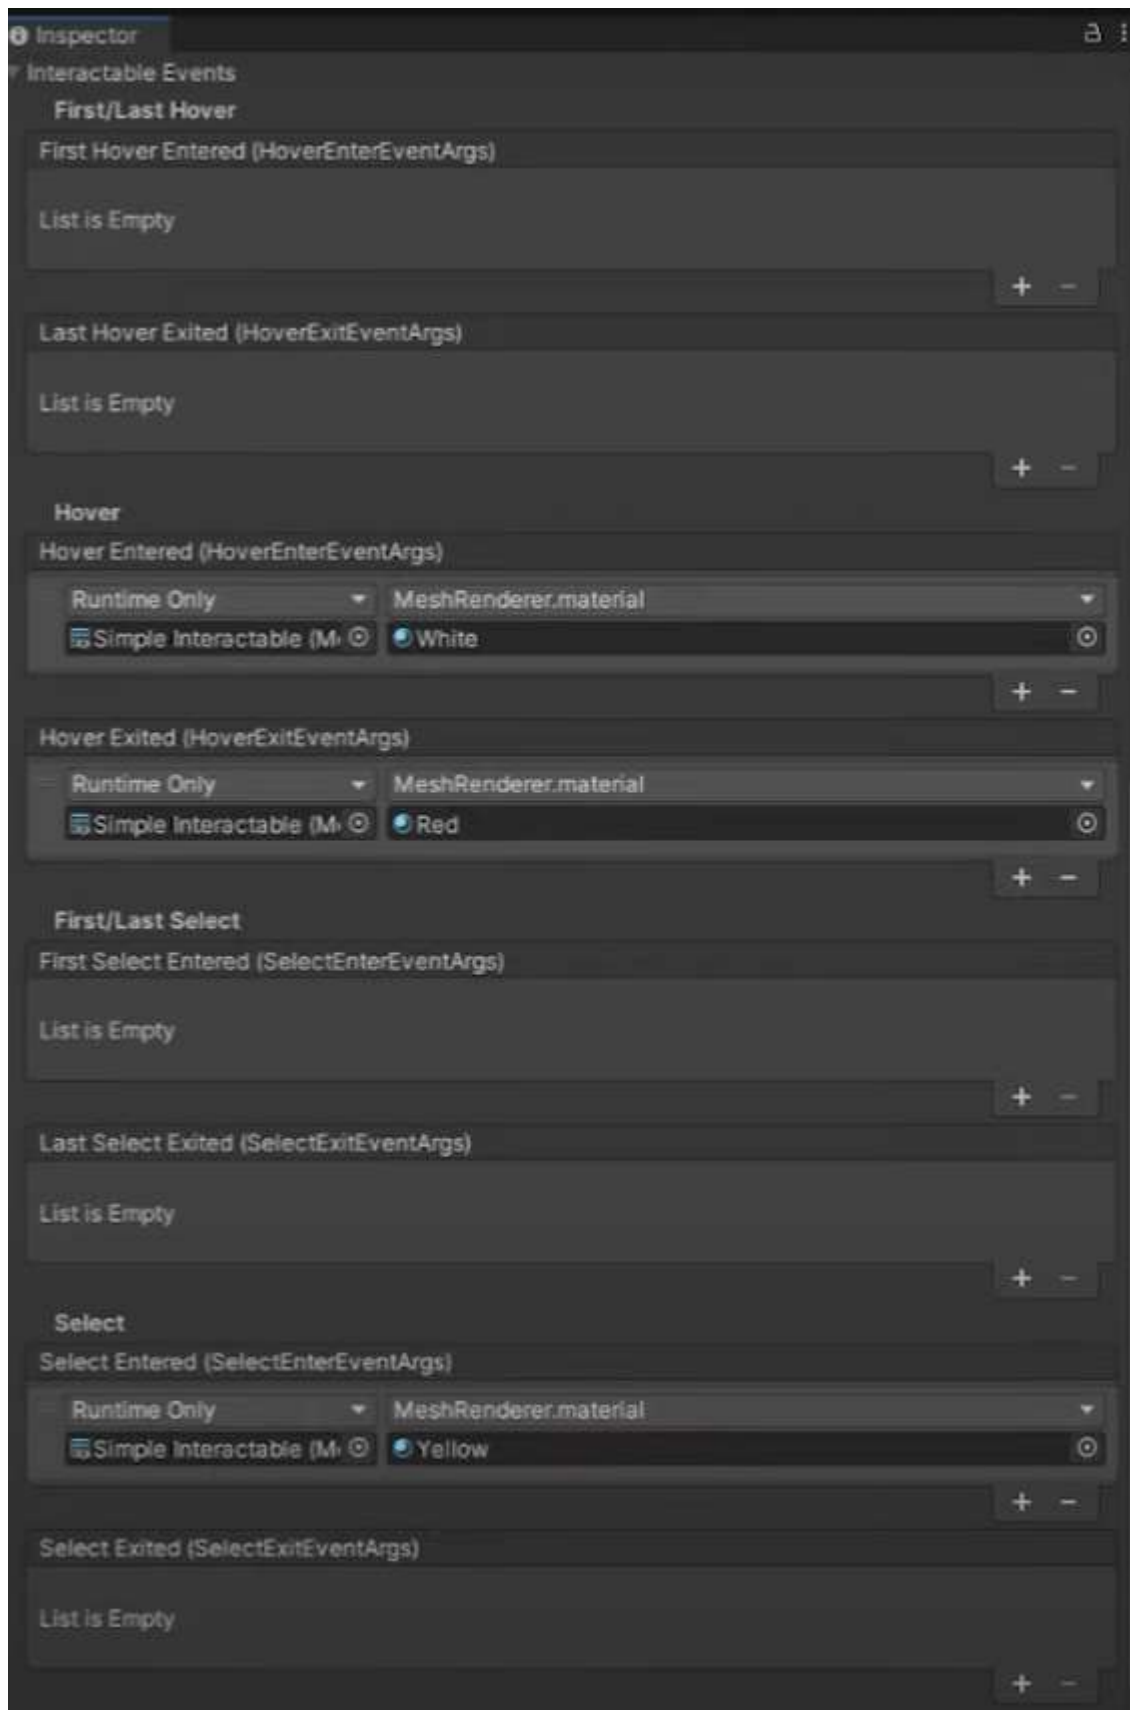 Inspector
Interactable Events
First/Last Hover
First Hover Entered (HoverEnterEventArgs)
List is Empty
+ −
Last Hover Exited (HoverExitEventArgs)
List is Empty
+ −
Hover
Hover Entered (HoverEnterEventArgs)
Runtime Only MeshRenderer.material
Simple Interactable (M White
+ −
Hover Exited (HoverExitEventArgs)
Runtime Only MeshRenderer.material
Simple Interactable (M Red
+ −
First/Last Select
First Select Entered (SelectEnterEventArgs)
List is Empty
+ −
Last Select Exited (SelectExitEventArgs)
List is Empty
+ −
Select
Select Entered (SelectEnterEventArgs)
Runtime Only MeshRenderer.material
Simple Interactable (M Yellow
+ −
Select Exited (SelectExitEventArgs)
List is Empty
+ −